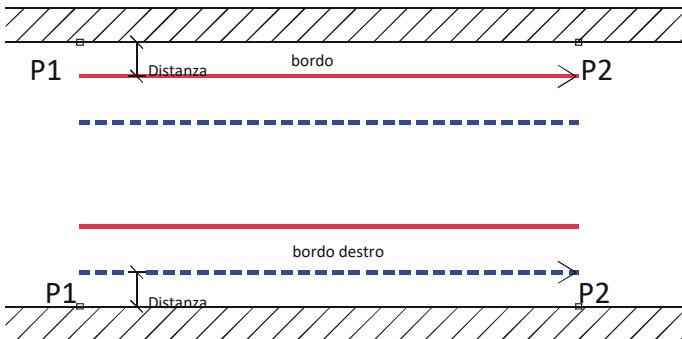 bordo
P1
Distanza
P2
bordo destro
P1
Distanza
P2